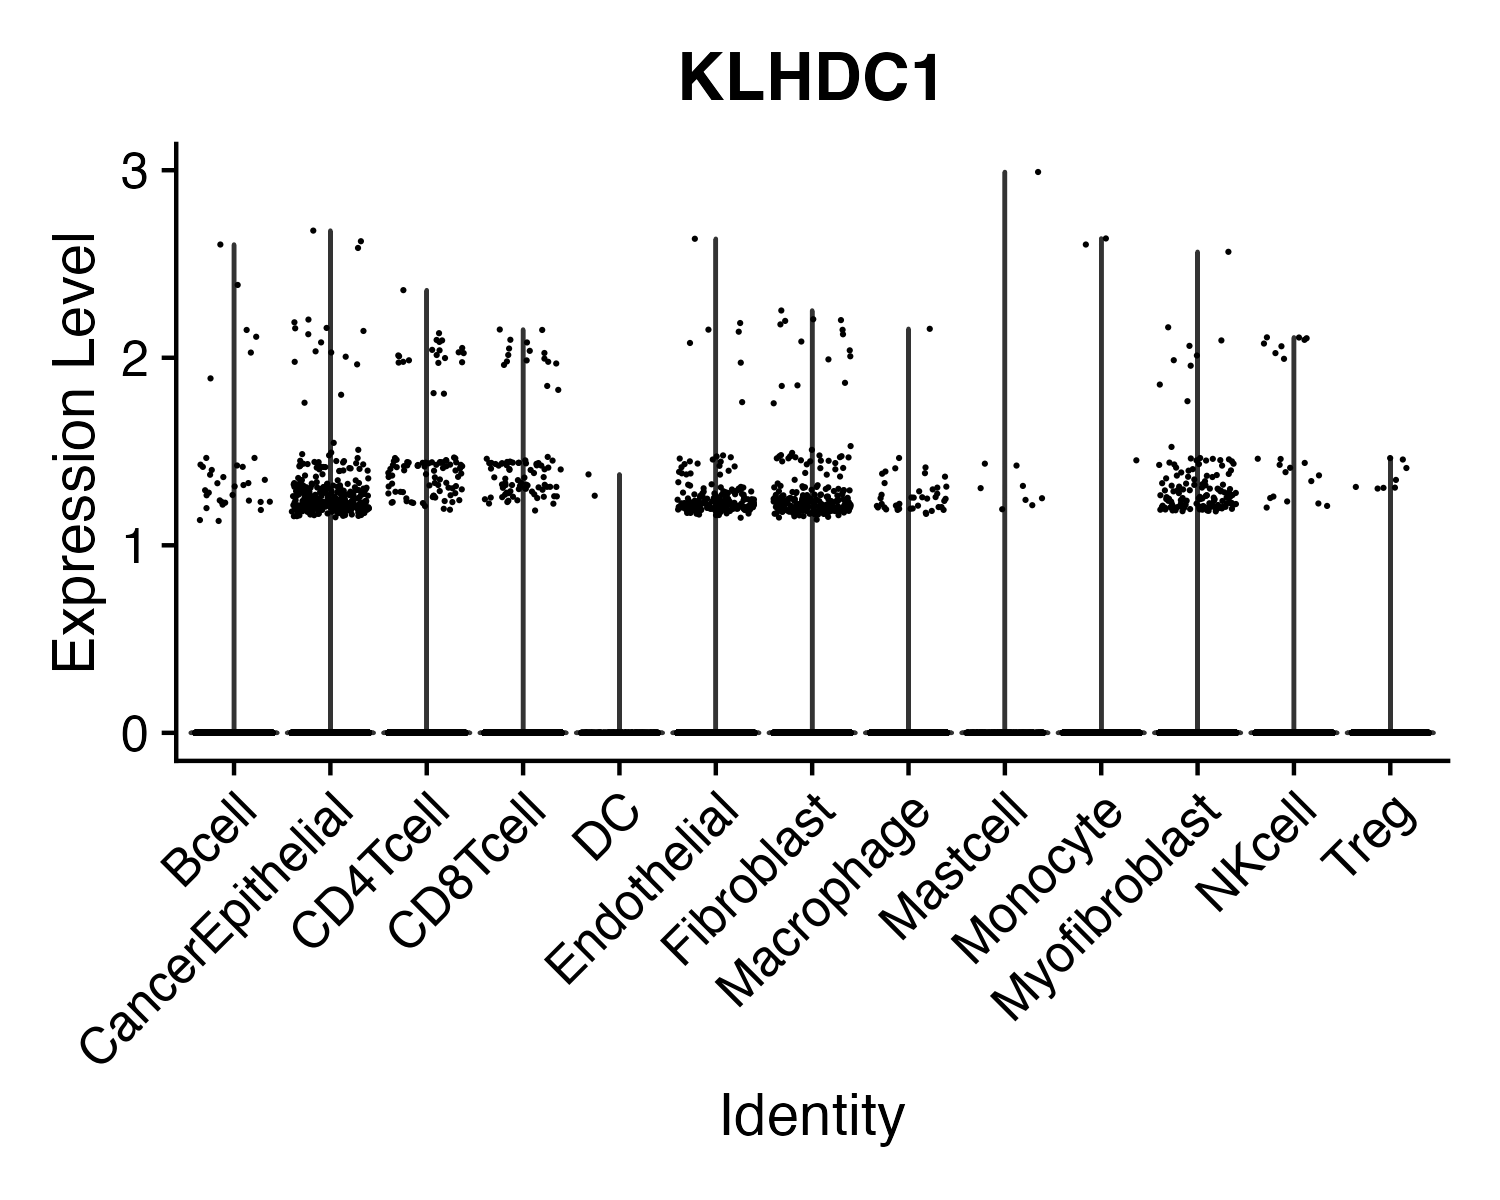 KLHDC1
Expression Level
3
2
1
0
Bcell
CancerEpithelial
CD4Tcell
CD8Tcell
DC
Endothelial
Fibroblast
Macrophage
Mastcell
Monocyte
Myofibroblast
NKcell
Treg
Identity